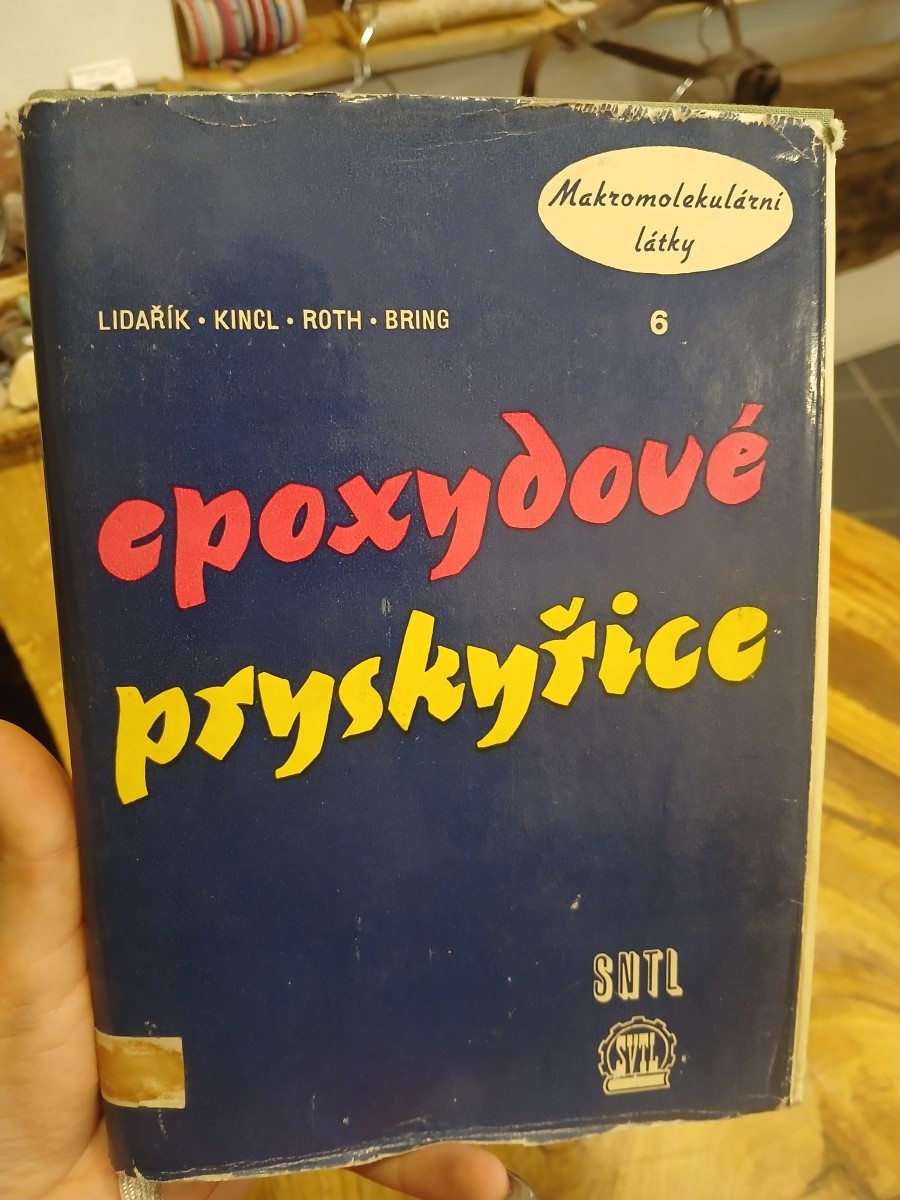 Makromolekulární
látky
LIDAŘÍK • KINCL • ROTH • BRING 6
epoxydové
pryskyřice
SNTL
SVTL